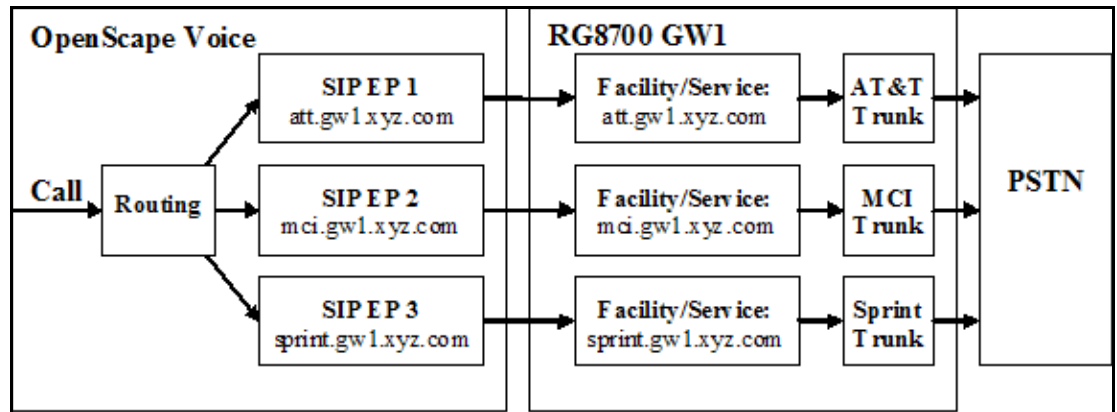 OpenScape Voice
RG8700 GW1
SIP EP 1
att.gw1.xyz.com
Facility/Service:
att.gw1.xyz.com
AT&T
Trunk
Call
Routing
SIP EP 2
mci.gw1.xyz.com
Facility/Service:
mci.gw1.xyz.com
MCI
Trunk
PSTN
SIP EP 3
sprint.gw1.xyz.com
Facility/Service:
sprint.gw1.xyz.com
Sprint
Trunk